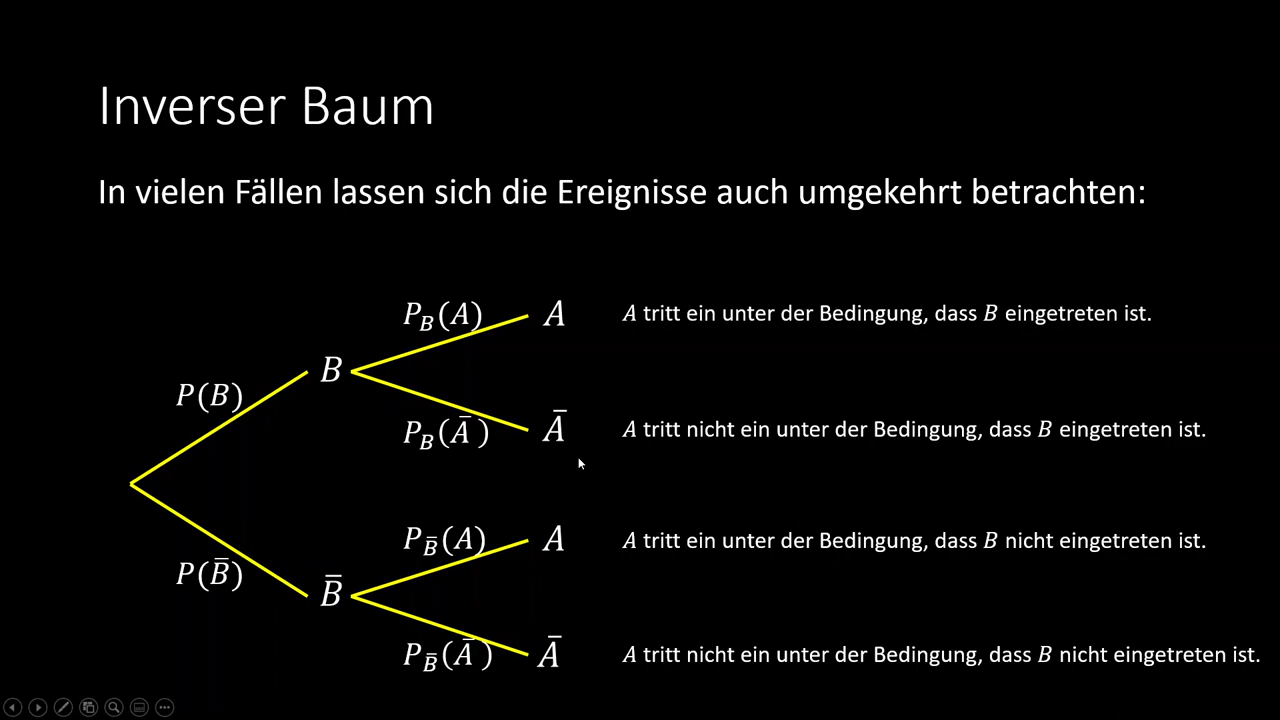 Inverser Baum
In vielen Fällen lassen sich die Ereignisse auch umgekehrt betrachten:
P_B(A) A A tritt ein unter der Bedingung, dass B eingetreten ist.
B
P(B)
P_B(Ā) Ā A tritt nicht ein unter der Bedingung, dass B eingetreten ist.
P_B̄(A) A A tritt ein unter der Bedingung, dass B nicht eingetreten ist.
P(B̄)
B̄
P_B̄(Ā) Ā A tritt nicht ein unter der Bedingung, dass B nicht eingetreten ist.